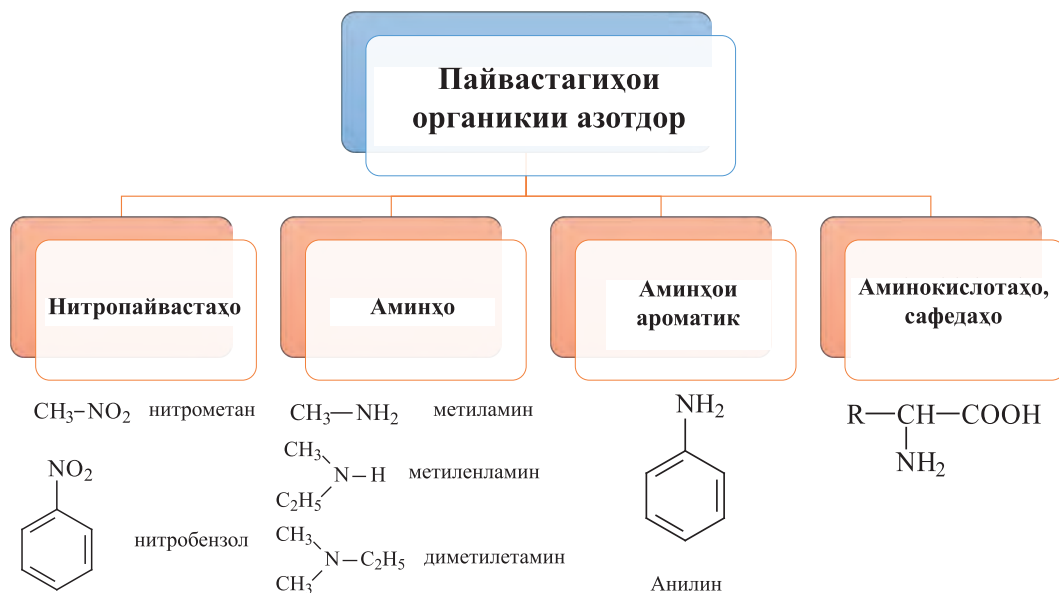 Пайвастагиҳои
органикии азотдор
Нитропайвастаҳо
Аминҳо
Аминҳои
ароматик
Аминокислотаҳо,
сафедаҳо
CH₃–NO₂ нитрометан
NO₂
нитробензол
CH₃—NH₂ метиламин
CH₃
N—H метиленламин
C₂H₅
CH₃
N—C₂H₅ диметилетамин
CH₃
NH₂
Анилин
R—CH—COOH
NH₂